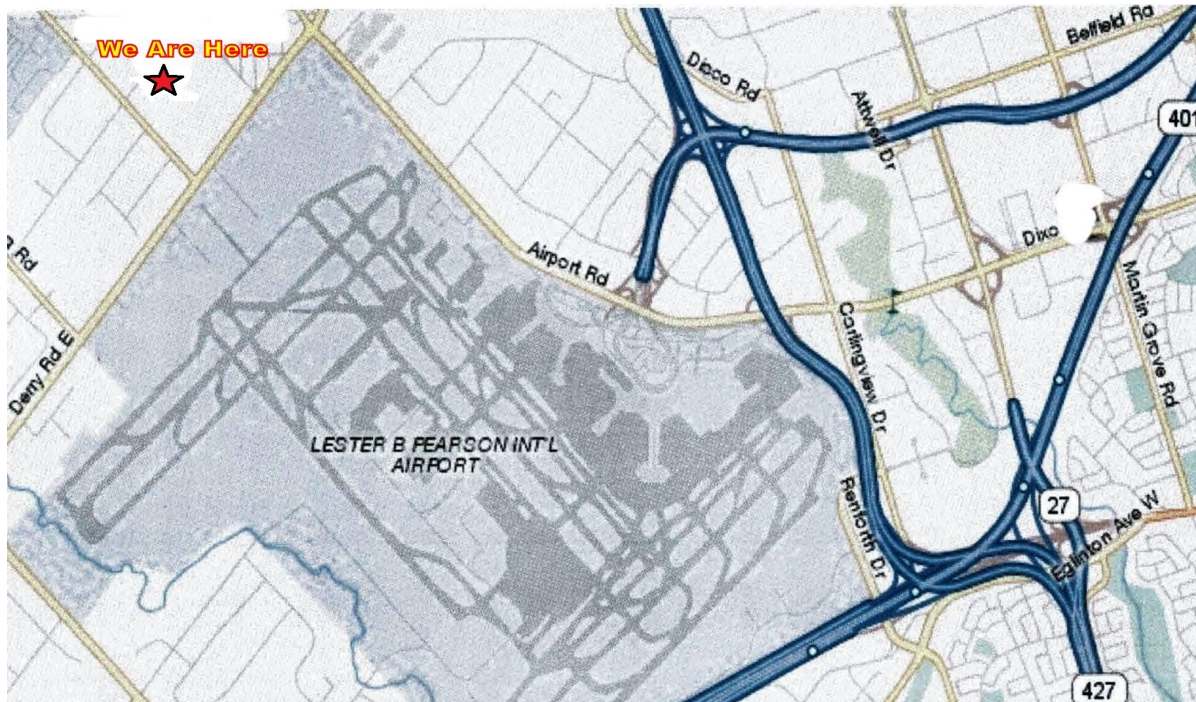 We Are Here
Belfield Rd
Disco Rd
Attwell Dr
401
Dixo
Airport Rd
Rd
Martin Grove Rd
Carlingview Dr
Derry Rd E
LESTER B PEARSON INT'L
AIRPORT
Renforth Dr
27
Eglinton Ave W
427